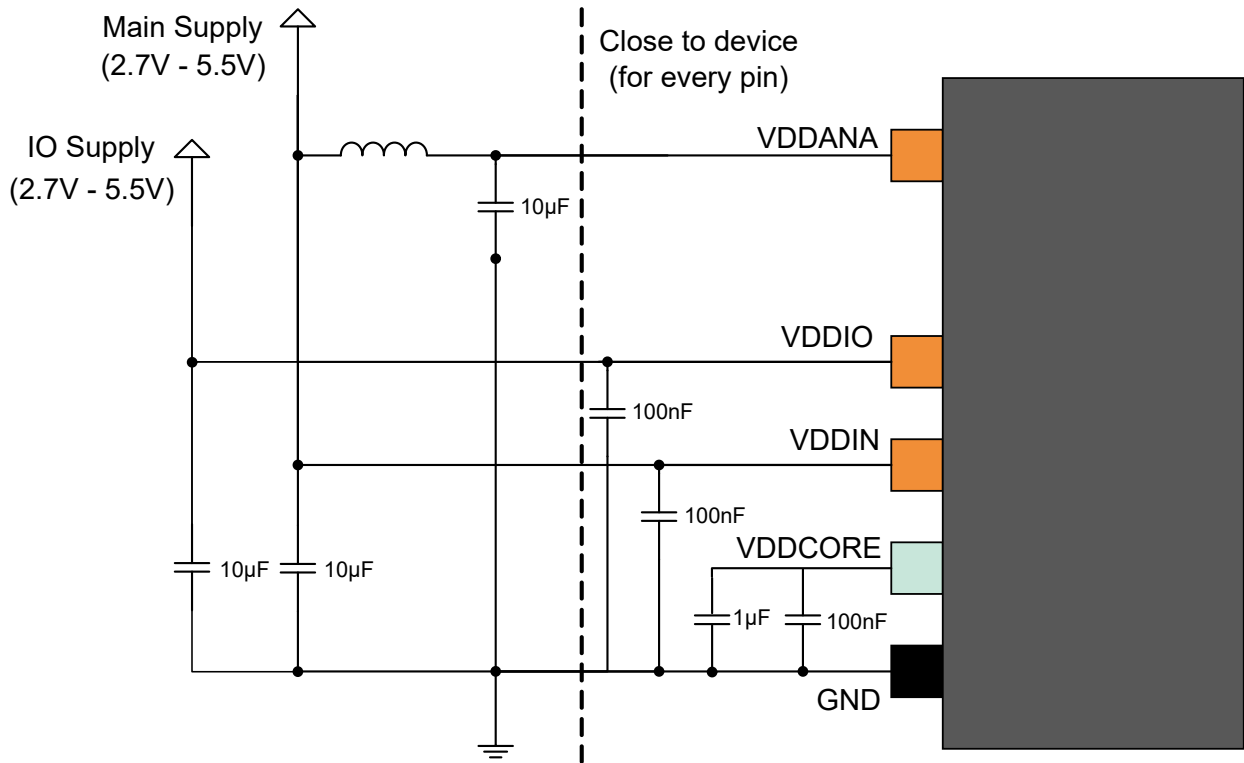 Main Supply
(2.7V - 5.5V)
Close to device
(for every pin)
IO Supply
(2.7V - 5.5V)
VDDANA
10µF
VDDIO
100nF
VDDIN
100nF
VDDCORE
10µF
10µF
1µF
100nF
GND